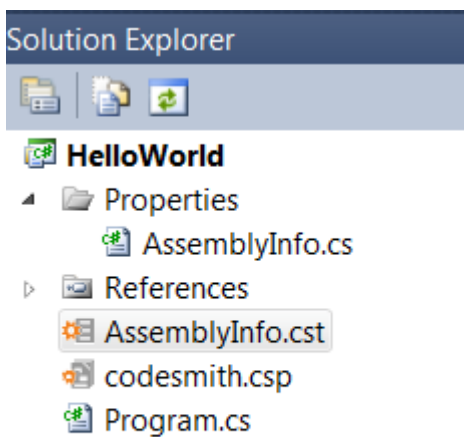 Solution Explorer
HelloWorld
Properties
AssemblyInfo.cs
References
AssemblyInfo.cst
codesmith.csp
Program.cs